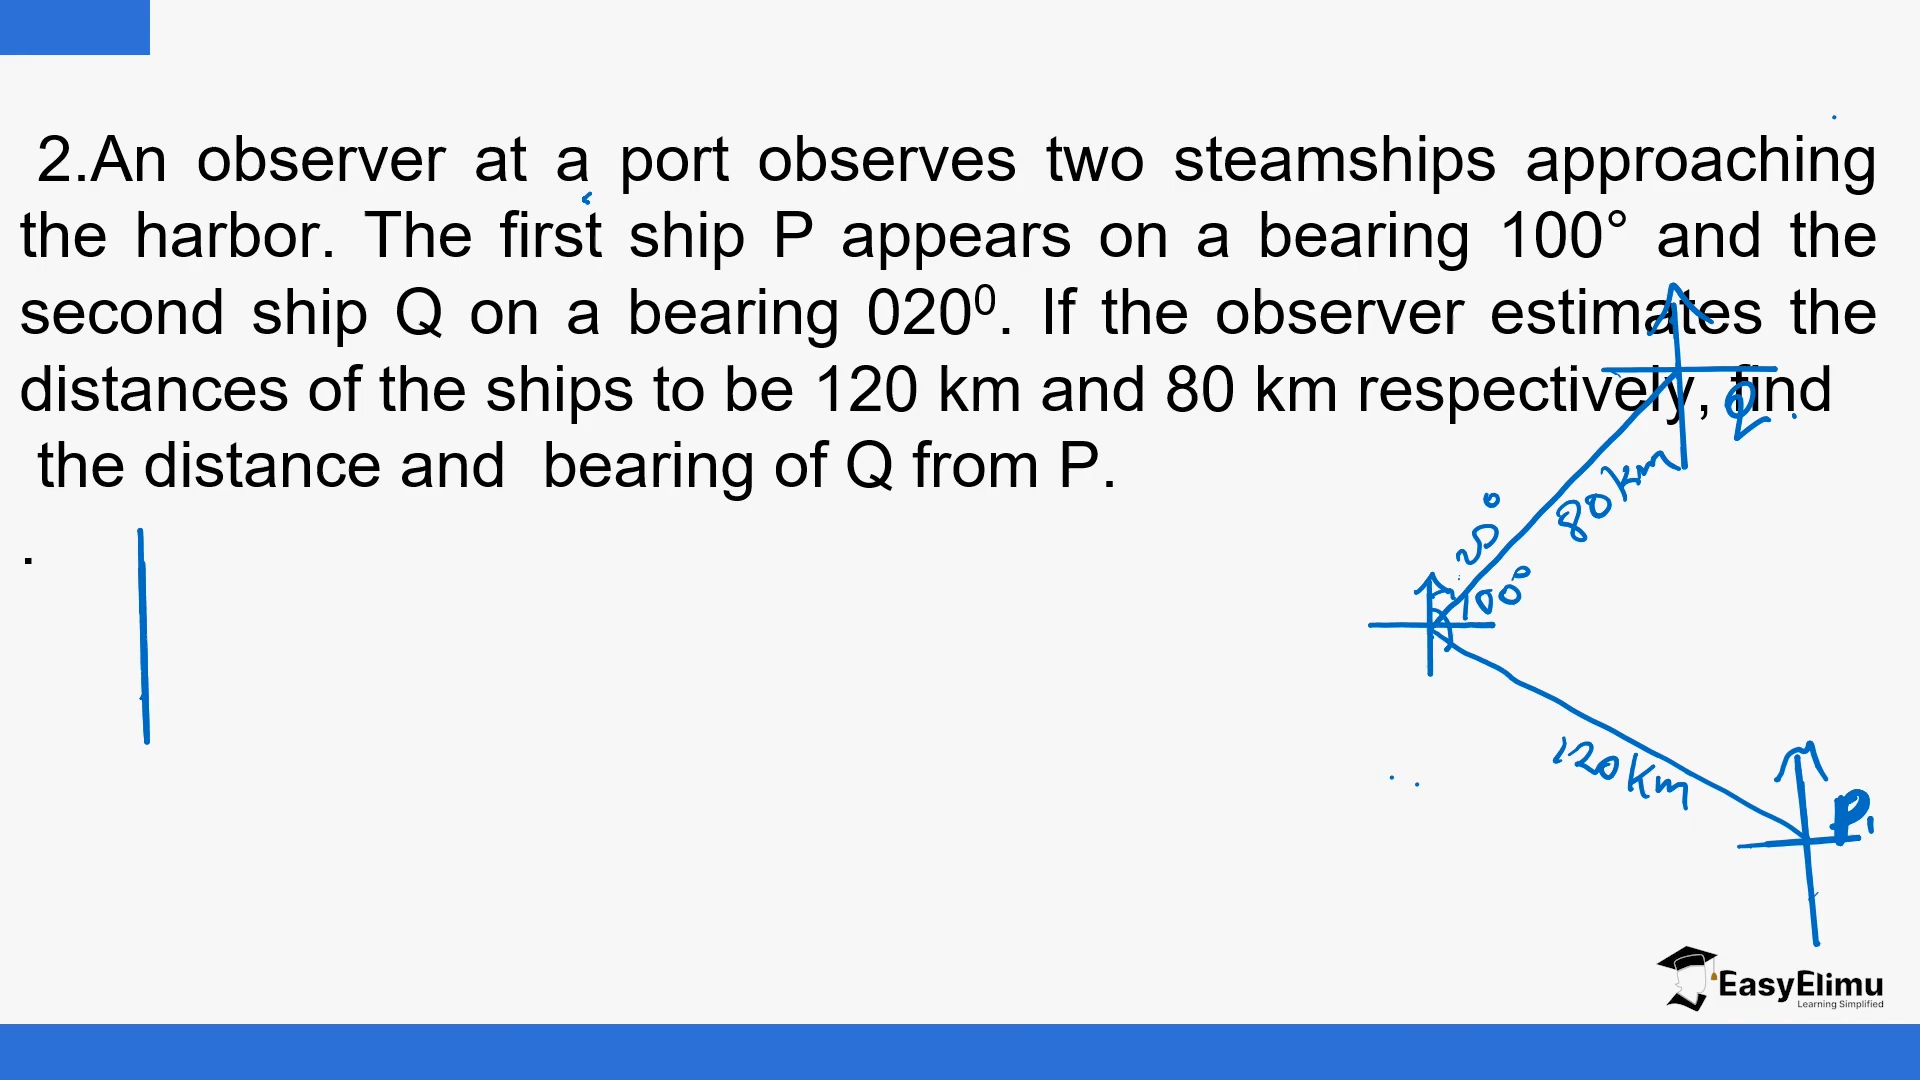 2.An observer at a port observes two steamships approaching
the harbor. The first ship P appears on a bearing 100° and the
second ship Q on a bearing 020⁰. If the observer estimates the
distances of the ships to be 120 km and 80 km respectively, find
the distance and bearing of Q from P.
.
Q
80km
20°
100°
120km
P
EasyElimu
Learning Simplified